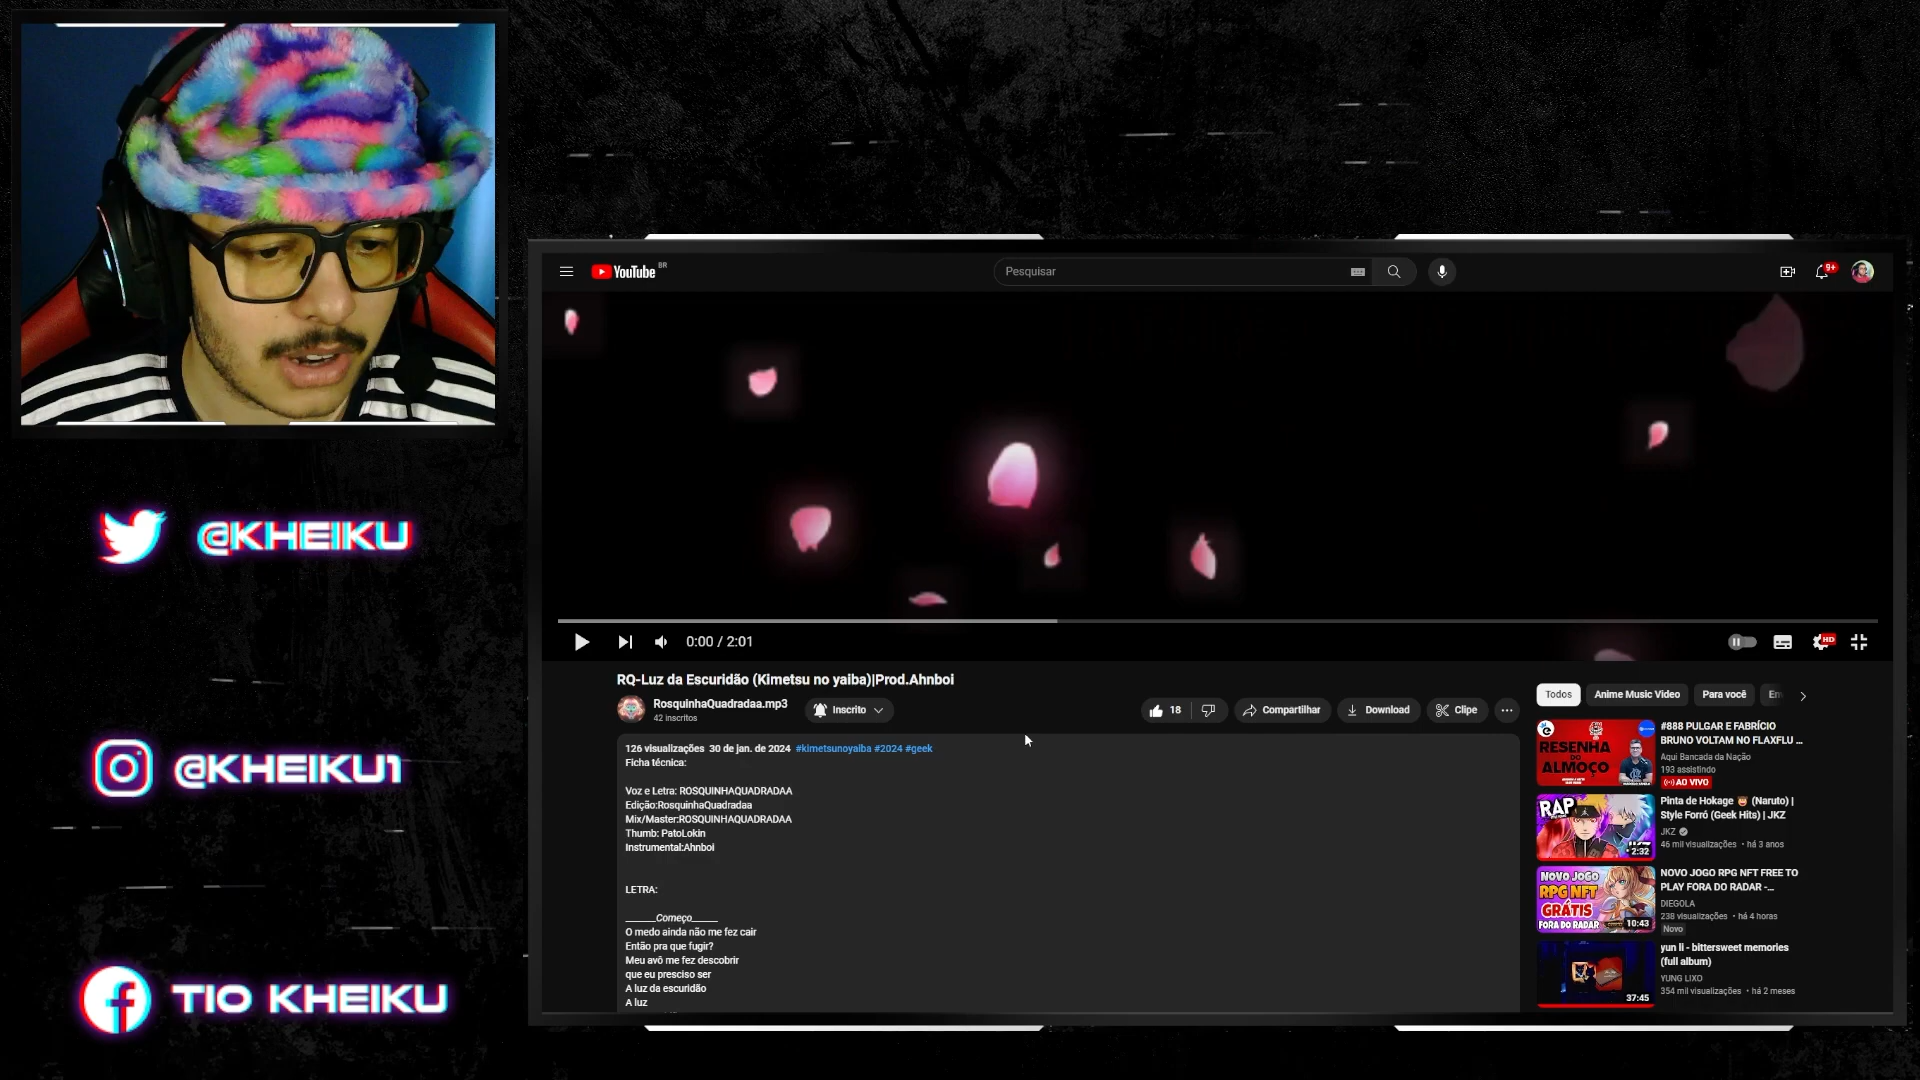 YouTube BR
Pesquisar
9+
0:00 / 2:01
HD
RQ-Luz da Escuridão (Kimetsu no yaiba)|Prod.Ahnboi
RosquinhaQuadradaa.mp3
42 inscritos
Inscrito
18
Compartilhar
Download
Clipe
126 visualizações 30 de jan. de 2024 #kimetsunoyaiba #2024 #geek
Ficha técnica:
Voz e Letra: ROSQUINHAQUADRADAA
Edição:RosquinhaQuadradaa
Mix/Master:ROSQUINHAQUADRADAA
Thumb: PatoLokin
Instrumental:Ahnboi
LETRA:
______Começo______
O medo ainda não me fez cair
Então pra que fugir?
Meu avô me fez descobrir
que eu presciso ser
A luz da escuridão
A luz
Todos
Anime Music Video
Para você
Em
RESENHA
DO
ALMOÇO
#888 PULGAR E FABRÍCIO
BRUNO VOLTAM NO FLAXFLU ...
Aqui Bancada da Nação
193 assistindo
AO VIVO
RAP
2:32
Pinta de Hokage (Naruto) |
Style Forró (Geek Hits) | JKZ
JKZ
46 mil visualizações • há 3 anos
NOVO JOGO
RPG NFT
GRÁTIS
FORA DO RADAR
10:43
NOVO JOGO RPG NFT FREE TO
PLAY FORA DO RADAR -...
DIEGOLA
238 visualizações • há 4 horas
Novo
37:45
yun li - bittersweet memories
(full album)
YUNG LIXO
354 mil visualizações • há 2 meses
@KHEIKU
@KHEIKU1
TIO KHEIKU